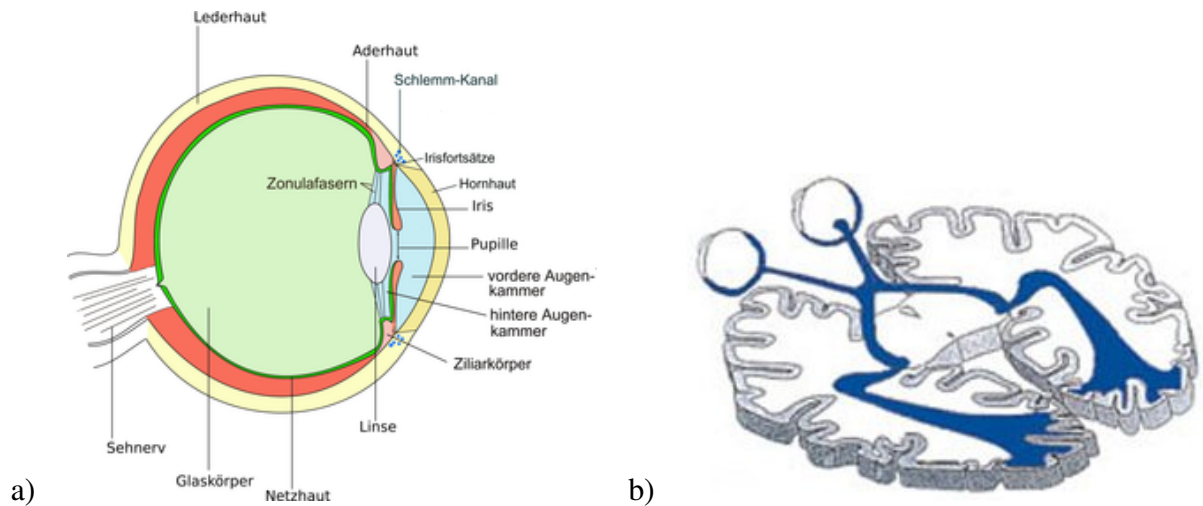 Lederhaut
Aderhaut
Schlemm-Kanal
Irisfortsätze
Zonulafasern
Hornhaut
Iris
Pupille
vordere Augen-
kammer
hintere Augen-
kammer
Ziliarkörper
Linse
Sehnerv
Glaskörper
Netzhaut
a)
b)